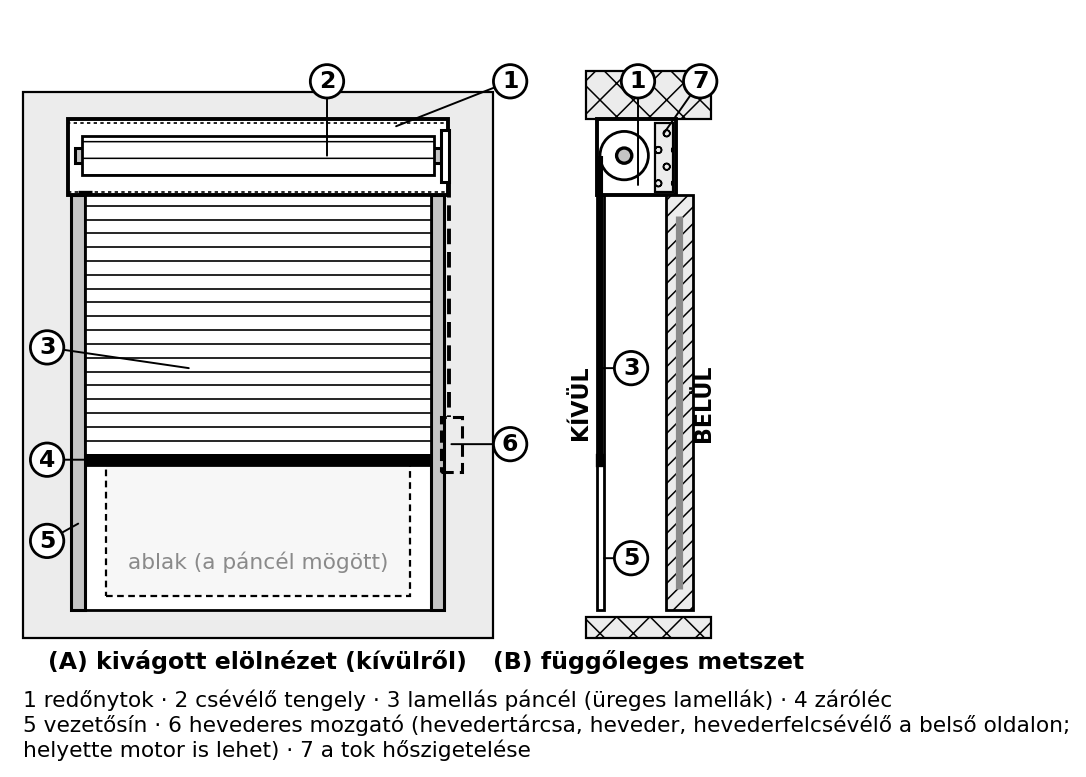 2
1
1
7
3
KÍVÜL
3
BELÜL
6
4
5
5
ablak (a páncél mögött)
(A) kivágott elölnézet (kívülről)
(B) függőleges metszet
1 redőnytok · 2 csévélő tengely · 3 lamellás páncél (üreges lamellák) · 4 záróléc
5 vezetősín · 6 hevederes mozgató (hevedertárcsa, heveder, hevederfelcsévélő a belső oldalon;
helyette motor is lehet) · 7 a tok hőszigetelése